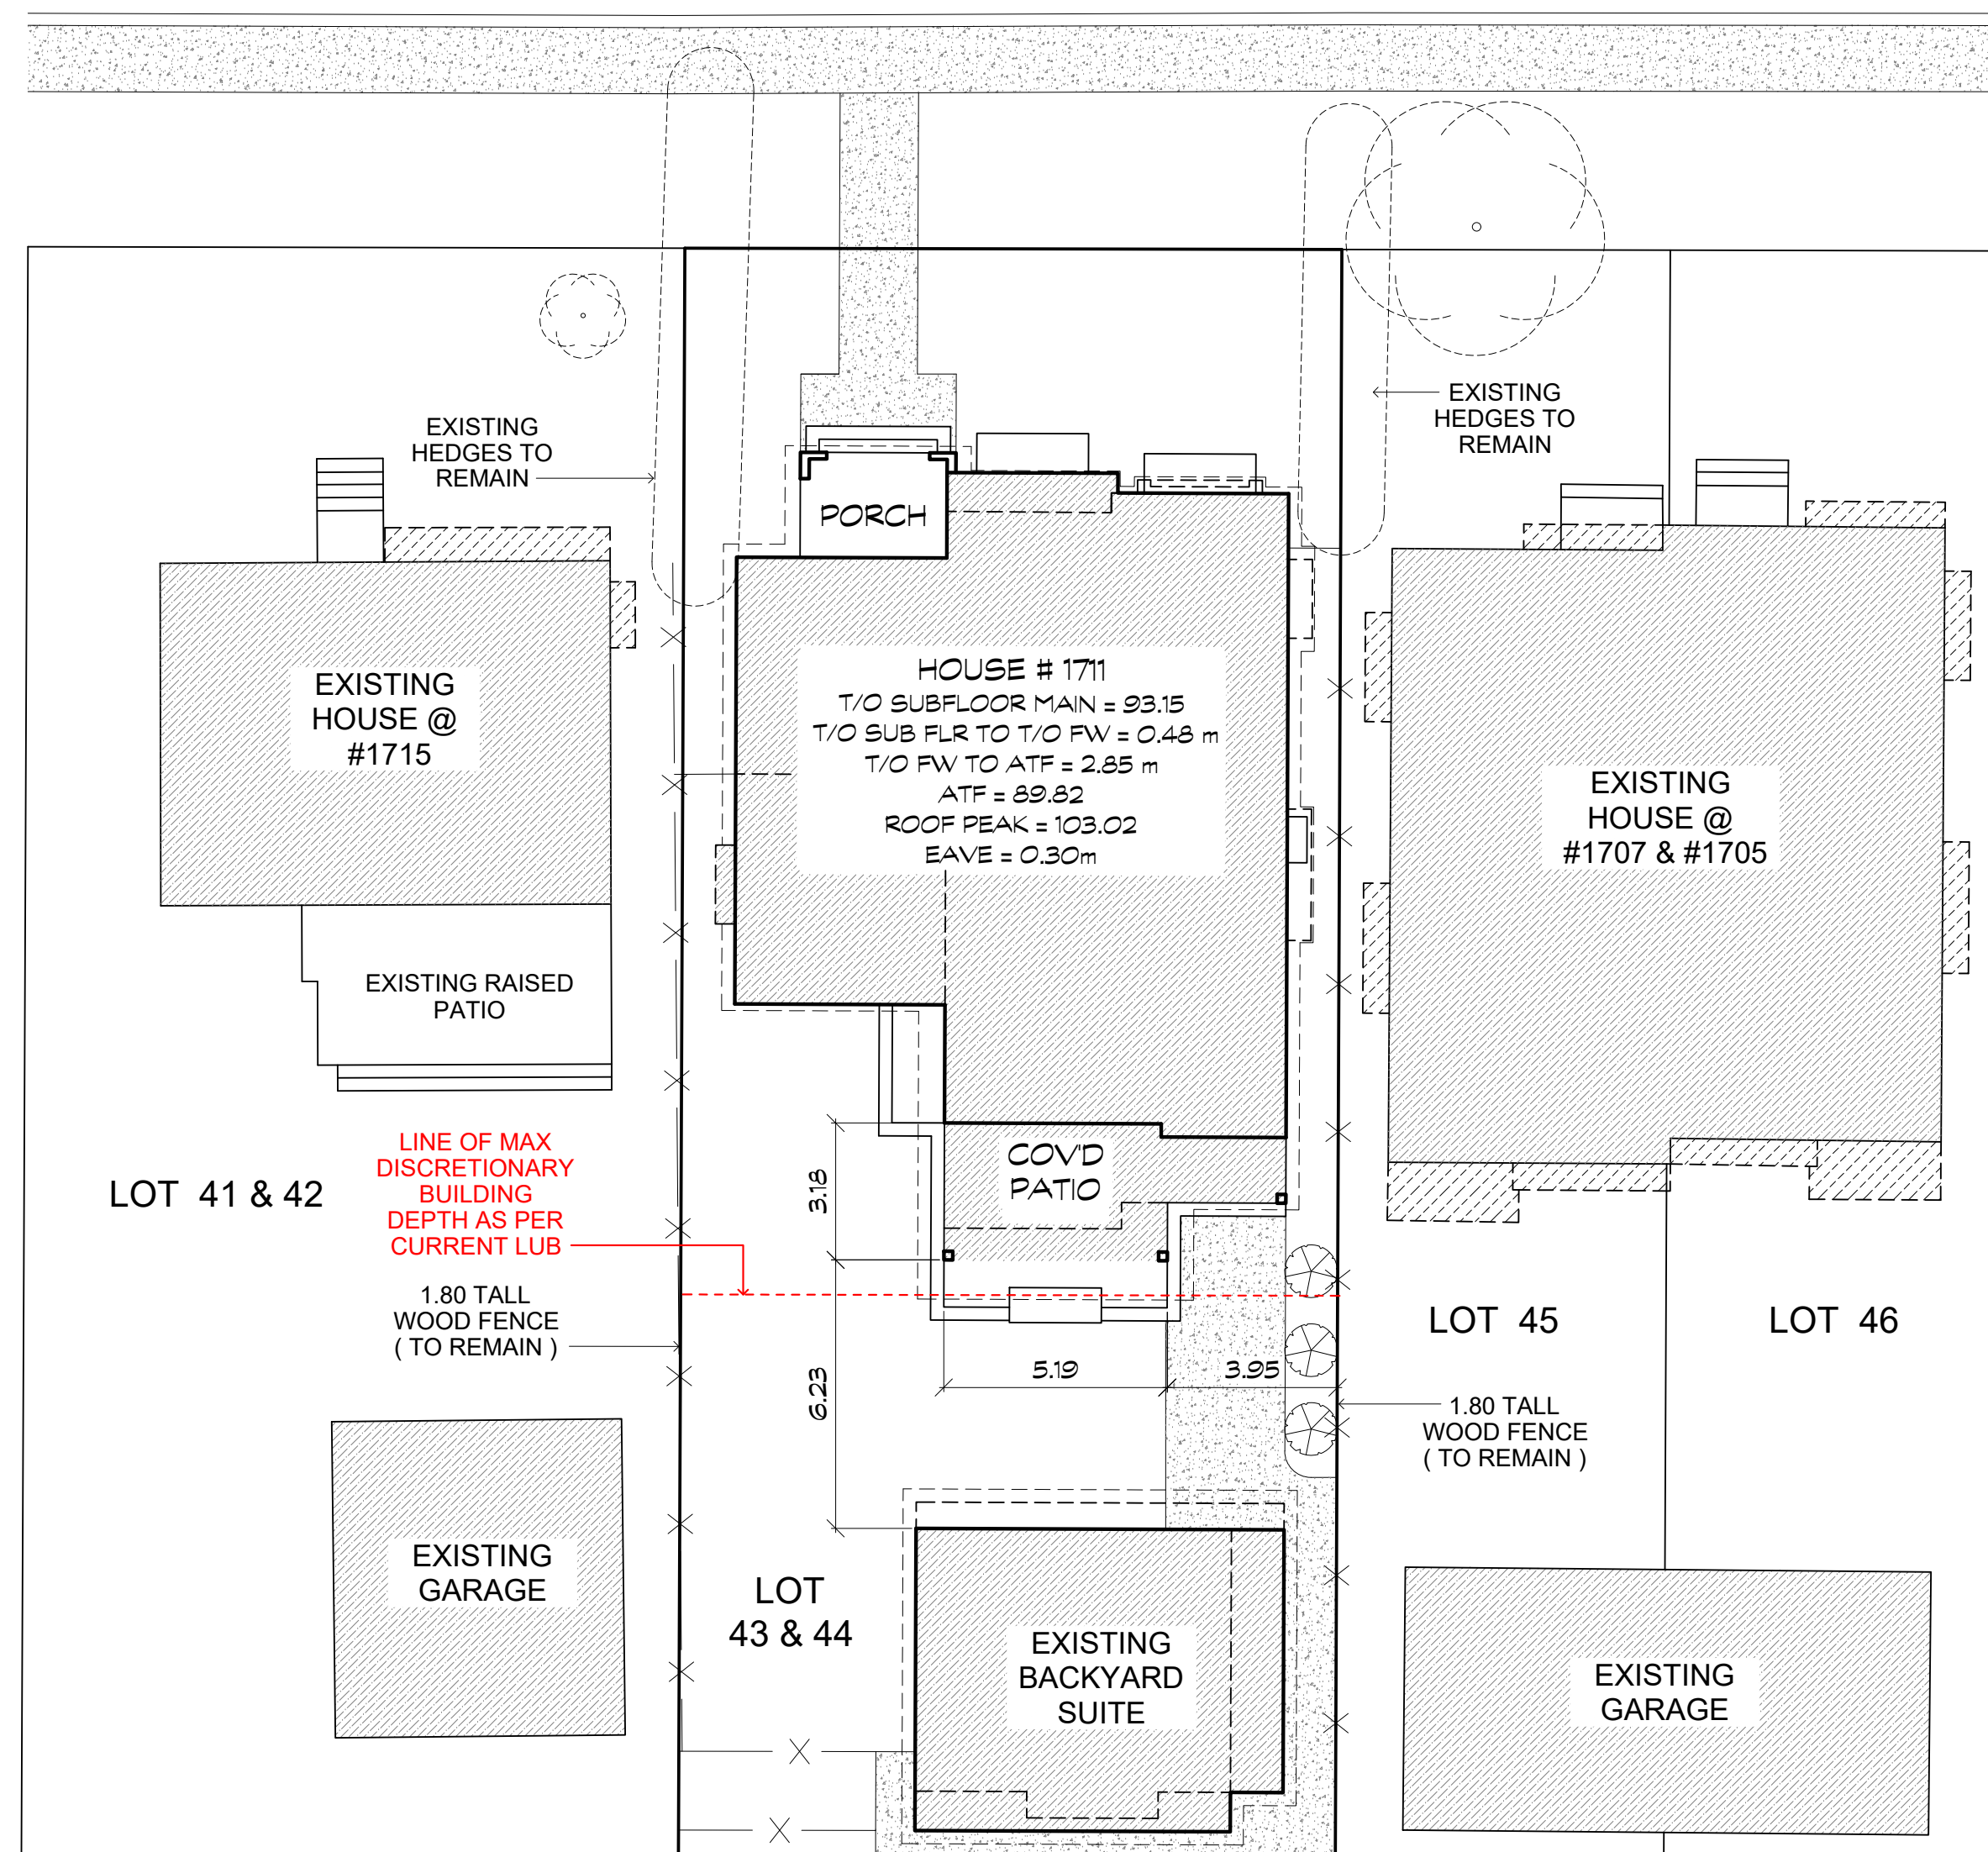 EXISTING
HEDGES TO
REMAIN
EXISTING
HEDGES TO
REMAIN
PORCH
EXISTING
HOUSE @
#1715
HOUSE # 1711
T/O SUBFLOOR MAIN = 93.15
T/O SUB FLR TO T/O FW = 0.48 m
T/O FW TO ATF = 2.85 m
ATF = 89.82
ROOF PEAK = 103.02
EAVE = 0.30m
EXISTING
HOUSE @
#1707 & #1705
EXISTING RAISED
PATIO
LOT 41 & 42
LINE OF MAX
DISCRETIONARY
BUILDING
DEPTH AS PER
CURRENT LUB
3.18
COV'D
PATIO
1.80 TALL
WOOD FENCE
( TO REMAIN )
LOT 45
LOT 46
6.23
5.19
3.95
1.80 TALL
WOOD FENCE
( TO REMAIN )
EXISTING
GARAGE
LOT
43 & 44
EXISTING
BACKYARD
SUITE
EXISTING
GARAGE